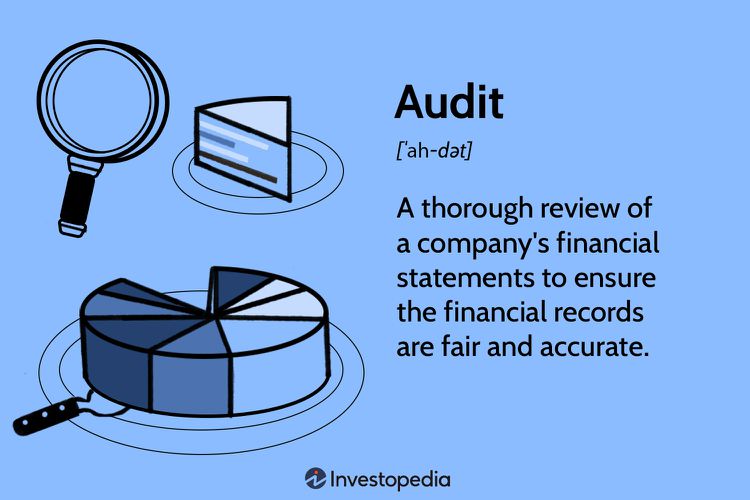 Audit
[ˈah-dət]
A thorough review of
a company's financial
statements to ensure
the financial records
are fair and accurate.
Investopedia